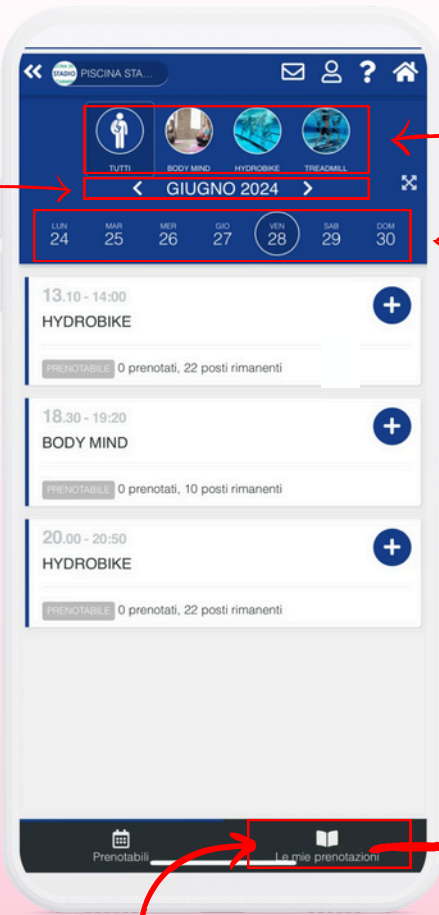 STADIO PISCINA STA...
TUTTI BODY MIND HYDROBIKE TREADMILL
GIUGNO 2024
LUN MAR MER GIO VEN SAB DOM
24 25 26 27 28 29 30
13.10 - 14:00
HYDROBIKE
PRENOTABILE 0 prenotati, 22 posti rimanenti
18.30 - 19:20
BODY MIND
PRENOTABILE 0 prenotati, 10 posti rimanenti
20.00 - 20:50
HYDROBIKE
PRENOTABILE 0 prenotati, 22 posti rimanenti
Prenotabili Le mie prenotazioni